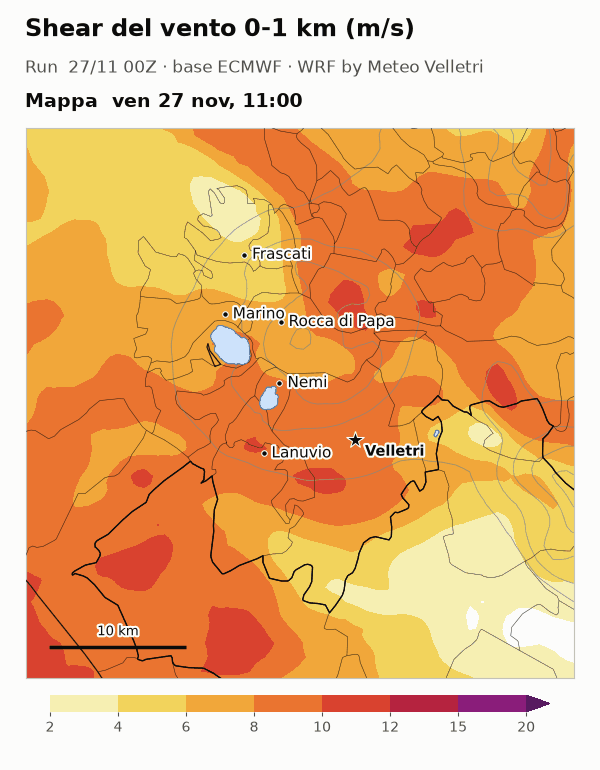 Shear del vento 0-1 km (m/s)
Run  27/11 00Z · base ECMWF · WRF by Meteo Velletri
Mappa  ven 27 nov, 11:00
Frascati
Marino
Rocca di Papa
Nemi
Velletri
Lanuvio
10 km
2 4 6 8 10 12 15 20